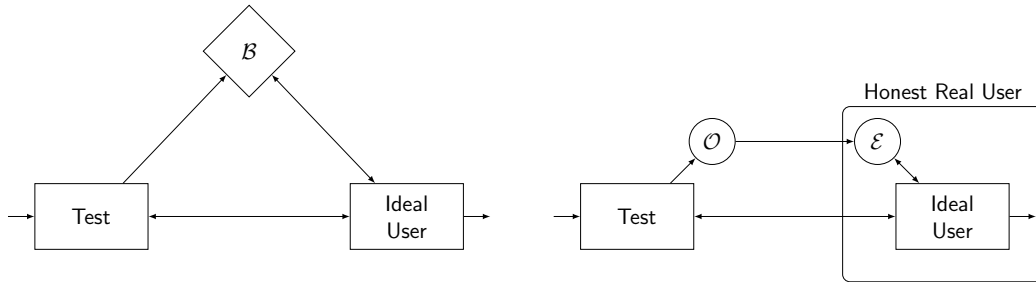 ℬ
Test
Ideal
User
Honest Real User
𝒪
ℰ
Test
Ideal
User